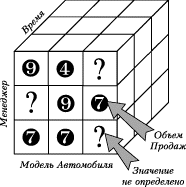 Время
Менеджер
9 4 ?
? 9 7
7 7 ?
Модель Автомобиля
Объем
Продаж
Значение
не определено